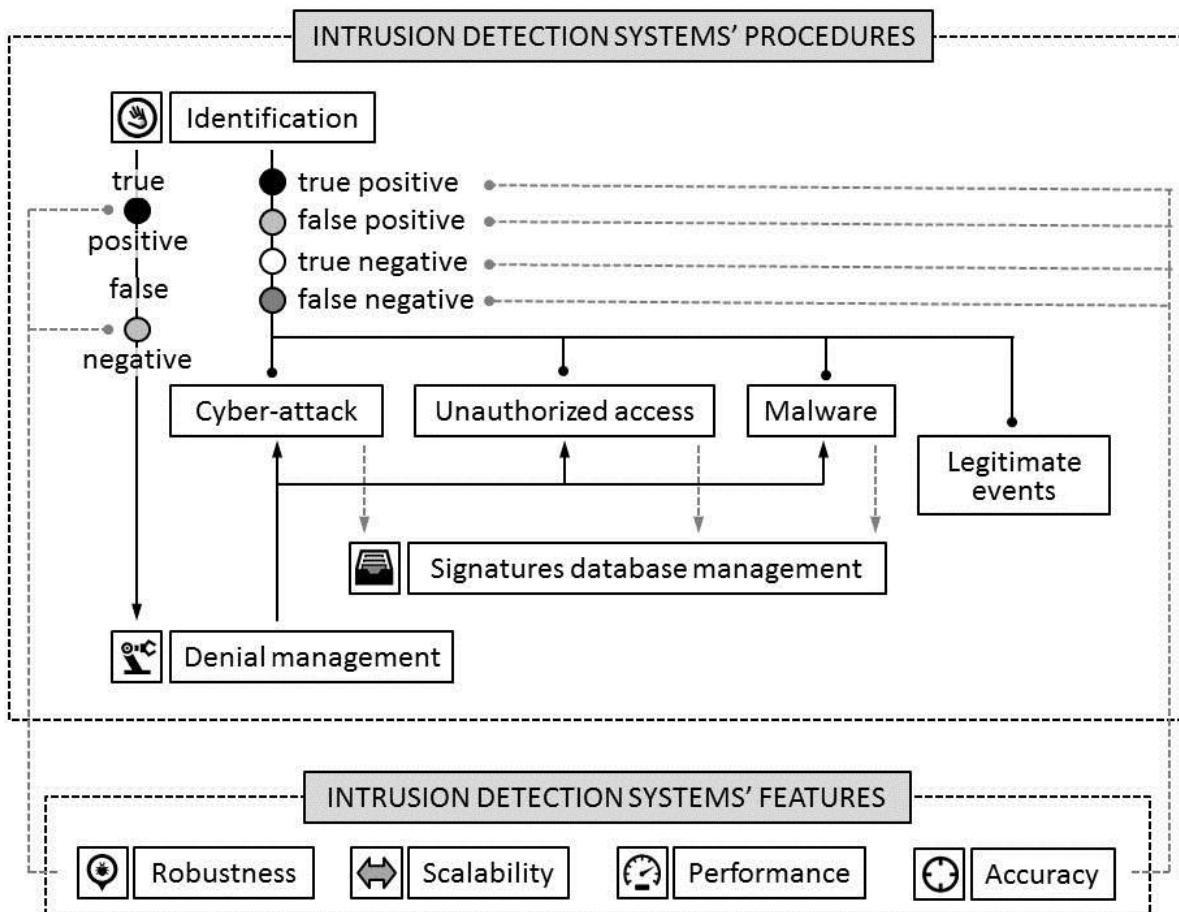 INTRUSION DETECTION SYSTEMS’ PROCEDURES
Identification
true
positive
false
negative
true positive
false positive
true negative
false negative
Cyber-attack
Unauthorized access
Malware
Legitimate
events
Signatures database management
Denial management
INTRUSION DETECTION SYSTEMS’ FEATURES
Robustness
Scalability
Performance
Accuracy